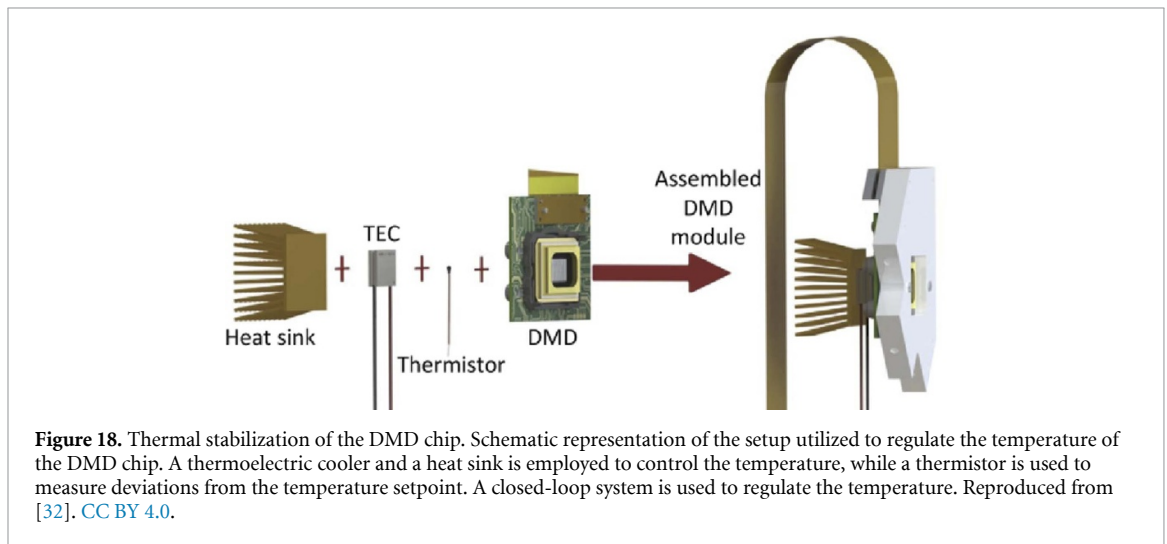 Assembled
DMD
module
TEC
Heat sink
Thermistor
DMD
Figure 18. Thermal stabilization of the DMD chip. Schematic representation of the setup utilized to regulate the temperature of
the DMD chip. A thermoelectric cooler and a heat sink is employed to control the temperature, while a thermistor is used to
measure deviations from the temperature setpoint. A closed-loop system is used to regulate the temperature. Reproduced from
[32]. CC BY 4.0.